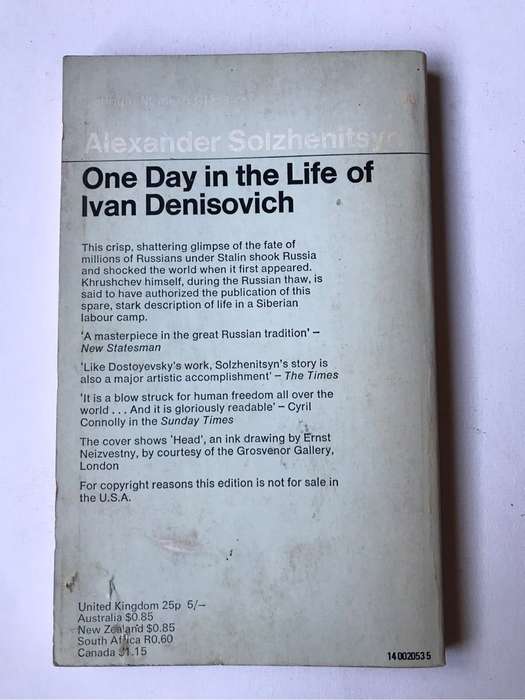 Alexander Solzhenitsyn
One Day in the Life of
Ivan Denisovich
This crisp, shattering glimpse of the fate of
millions of Russians under Stalin shook Russia
and shocked the world when it first appeared.
Khrushchev himself, during the Russian thaw, is
said to have authorized the publication of this
spare, stark description of life in a Siberian
labour camp.
'A masterpiece in the great Russian tradition' –
New Statesman
'Like Dostoyevsky's work, Solzhenitsyn's story is
also a major artistic accomplishment' – The Times
'It is a blow struck for human freedom all over the
world . . . And it is gloriously readable' – Cyril
Connolly in the Sunday Times
The cover shows 'Head', an ink drawing by Ernst
Neizvestny, by courtesy of the Grosvenor Gallery,
London
For copyright reasons this edition is not for sale in
the U.S.A.
United Kingdom 25p 5/–
Australia $0.85
New Zealand $0.85
South Africa R0.60
Canada $1.15
14 002053 5